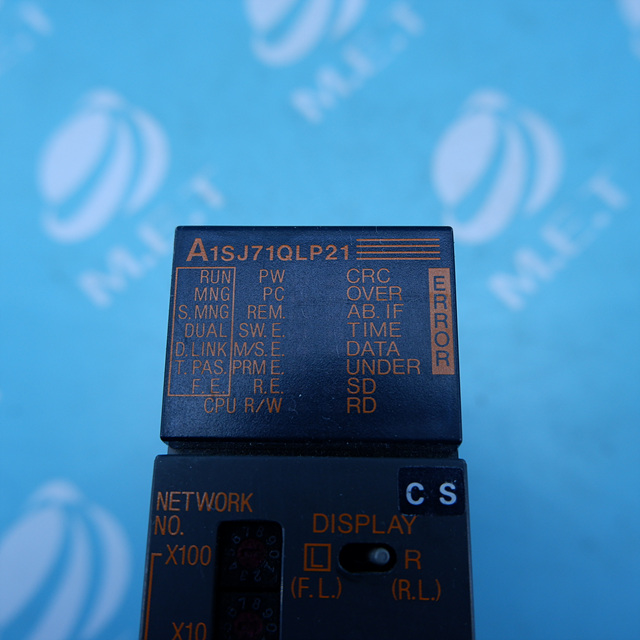 A1SJ71QLP21
RUN PW CRC
MNG PC OVER
S.MNG REM. AB. IF
DUAL SW.E. TIME
D.LINK M/S.E. DATA
T.PAS. PRM E. UNDER
F.E. R.E. SD
CPU R/W RD
ERROR
C S
NETWORK
NO.
DISPLAY
X100
L R
(F.L.) (R.L.)
X10
M.E.T
M.E.T
M.E.T